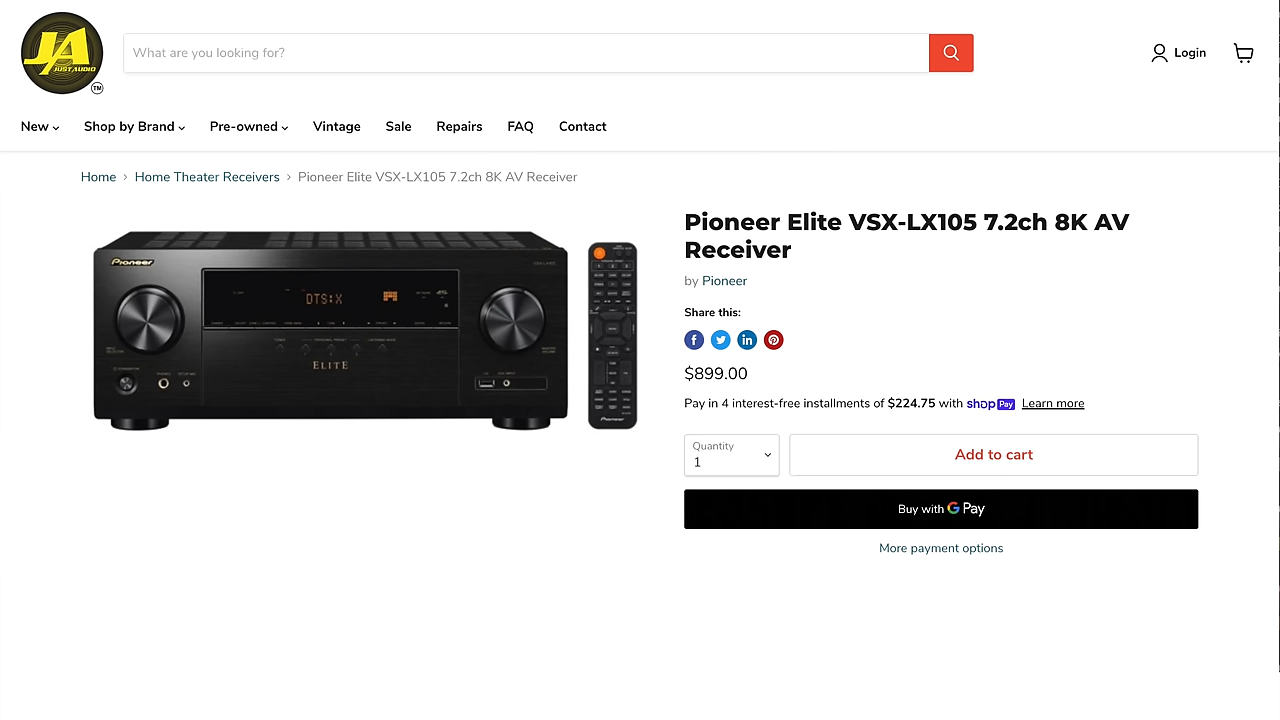 JA
JUST AUDIO
TM
What are you looking for?
Login
New
Shop by Brand
Pre-owned
Vintage
Sale
Repairs
FAQ
Contact
Home › Home Theater Receivers › Pioneer Elite VSX-LX105 7.2ch 8K AV Receiver
Pioneer
DTS:X
ELITE
Pioneer
Pioneer Elite VSX-LX105 7.2ch 8K AV
Receiver
by Pioneer
Share this:
$899.00
Pay in 4 interest-free installments of $224.75 with shop Pay Learn more
Quantity
1
Add to cart
Buy with G Pay
More payment options